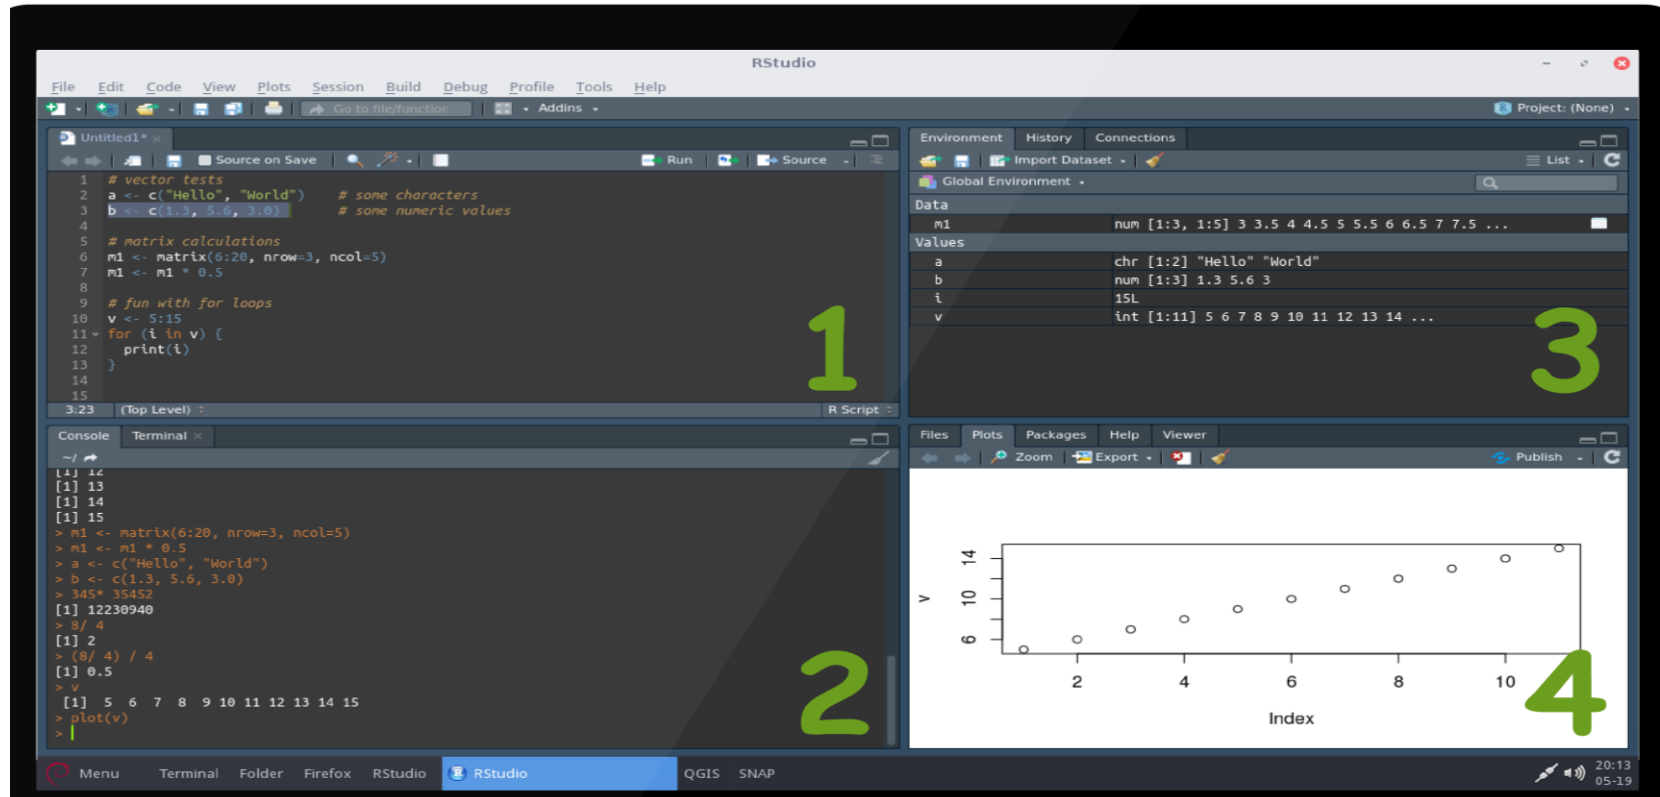 RStudio
File Edit Code View Plots Session Build Debug Profile Tools Help
Go to file/function Addins Project: (None)
Untitled1*
Source on Save Run Source
1 # vector tests
2 a <- c("Hello", "World") # some characters
3 b <- c(1.3, 5.6, 3.0) # some numeric values
4
5 # matrix calculations
6 m1 <- matrix(6:20, nrow=3, ncol=5)
7 m1 <- m1 * 0.5
8
9 # fun with for loops
10 v <- 5:15
11 for (i in v) {
12 print(i)
13 }
14
15
1
3:23 (Top Level) R Script
Console Terminal
~/
[1] 12
[1] 13
[1] 14
[1] 15
> m1 <- matrix(6:20, nrow=3, ncol=5)
> m1 <- m1 * 0.5
> a <- c("Hello", "World")
> b <- c(1.3, 5.6, 3.0)
> 345* 35452
[1] 12230940
> 8/ 4
[1] 2
> (8/ 4) / 4
[1] 0.5
> v
[1] 5 6 7 8 9 10 11 12 13 14 15
> plot(v)
>
2
Environment History Connections
Import Dataset List
Global Environment
Data
m1 num [1:3, 1:5] 3 3.5 4 4.5 5 5.5 6 6.5 7 7.5 ...
Values
a chr [1:2] "Hello" "World"
b num [1:3] 1.3 5.6 3
i 15L
v int [1:11] 5 6 7 8 9 10 11 12 13 14 ...
3
Files Plots Packages Help Viewer
Zoom Export Publish
14
10
6
v
2 4 6 8 10
Index
4
Menu Terminal Folder Firefox RStudio RStudio QGIS SNAP
20:13
05-19